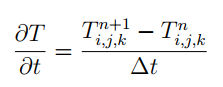 ∂T/∂t = (T^{n+1}_{i,j,k} − T^{n}_{i,j,k})/Δt